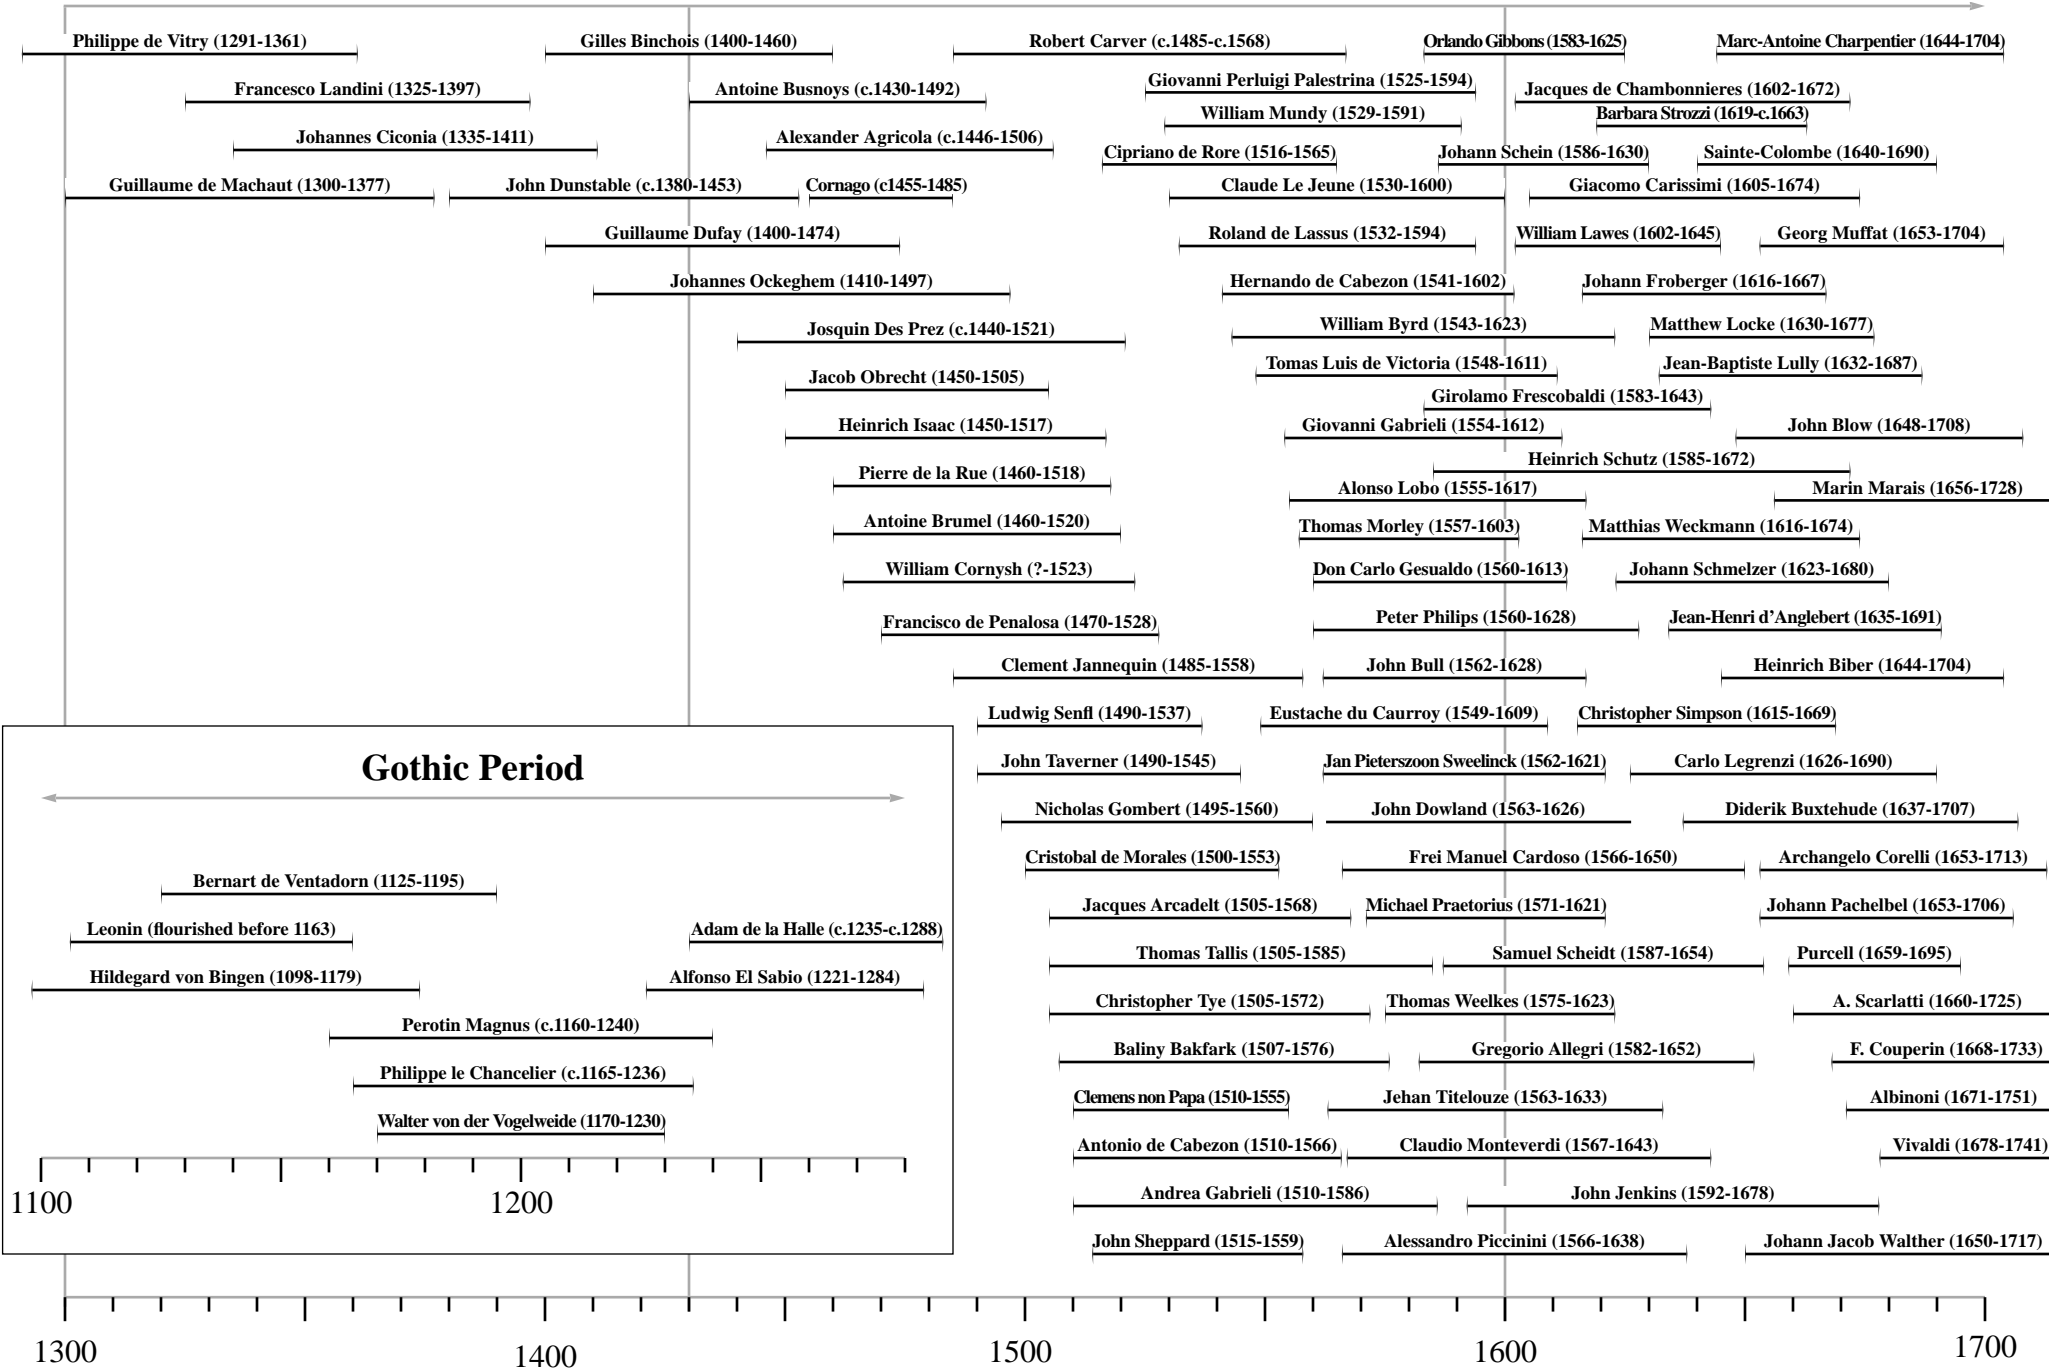 Philippe de Vitry (1291-1361)
Gilles Binchois (1400-1460)
Robert Carver (c.1485-c.1568)
Orlando Gibbons (1583-1625)
Marc-Antoine Charpentier (1644-1704)
Francesco Landini (1325-1397)
Antoine Busnoys (c.1430-1492)
Giovanni Perluigi Palestrina (1525-1594)
Jacques de Chambonnieres (1602-1672)
William Mundy (1529-1591)
Barbara Strozzi (1619-c.1663)
Johannes Ciconia (1335-1411)
Alexander Agricola (c.1446-1506)
Cipriano de Rore (1516-1565)
Johann Schein (1586-1630)
Sainte-Colombe (1640-1690)
Guillaume de Machaut (1300-1377)
John Dunstable (c.1380-1453)
Cornago (c1455-1485)
Claude Le Jeune (1530-1600)
Giacomo Carissimi (1605-1674)
Guillaume Dufay (1400-1474)
Roland de Lassus (1532-1594)
William Lawes (1602-1645)
Georg Muffat (1653-1704)
Johannes Ockeghem (1410-1497)
Hernando de Cabezon (1541-1602)
Johann Froberger (1616-1667)
Josquin Des Prez (c.1440-1521)
William Byrd (1543-1623)
Matthew Locke (1630-1677)
Tomas Luis de Victoria (1548-1611)
Jean-Baptiste Lully (1632-1687)
Jacob Obrecht (1450-1505)
Girolamo Frescobaldi (1583-1643)
Heinrich Isaac (1450-1517)
Giovanni Gabrieli (1554-1612)
John Blow (1648-1708)
Heinrich Schutz (1585-1672)
Pierre de la Rue (1460-1518)
Alonso Lobo (1555-1617)
Marin Marais (1656-1728)
Antoine Brumel (1460-1520)
Thomas Morley (1557-1603)
Matthias Weckmann (1616-1674)
William Cornysh (?-1523)
Don Carlo Gesualdo (1560-1613)
Johann Schmelzer (1623-1680)
Francisco de Penalosa (1470-1528)
Peter Philips (1560-1628)
Jean-Henri d'Anglebert (1635-1691)
Clement Jannequin (1485-1558)
John Bull (1562-1628)
Heinrich Biber (1644-1704)
Ludwig Senfl (1490-1537)
Eustache du Caurroy (1549-1609)
Christopher Simpson (1615-1669)
John Taverner (1490-1545)
Jan Pieterszoon Sweelinck (1562-1621)
Carlo Legrenzi (1626-1690)
Nicholas Gombert (1495-1560)
John Dowland (1563-1626)
Diderik Buxtehude (1637-1707)
Cristobal de Morales (1500-1553)
Frei Manuel Cardoso (1566-1650)
Archangelo Corelli (1653-1713)
Jacques Arcadelt (1505-1568)
Michael Praetorius (1571-1621)
Johann Pachelbel (1653-1706)
Thomas Tallis (1505-1585)
Samuel Scheidt (1587-1654)
Purcell (1659-1695)
Christopher Tye (1505-1572)
Thomas Weelkes (1575-1623)
A. Scarlatti (1660-1725)
Baliny Bakfark (1507-1576)
Gregorio Allegri (1582-1652)
F. Couperin (1668-1733)
Clemens non Papa (1510-1555)
Jehan Titelouze (1563-1633)
Albinoni (1671-1751)
Antonio de Cabezon (1510-1566)
Claudio Monteverdi (1567-1643)
Vivaldi (1678-1741)
Andrea Gabrieli (1510-1586)
John Jenkins (1592-1678)
John Sheppard (1515-1559)
Alessandro Piccinini (1566-1638)
Johann Jacob Walther (1650-1717)
Gothic Period
Bernart de Ventadorn (1125-1195)
Leonin (flourished before 1163)
Adam de la Halle (c.1235-c.1288)
Hildegard von Bingen (1098-1179)
Alfonso El Sabio (1221-1284)
Perotin Magnus (c.1160-1240)
Philippe le Chancelier (c.1165-1236)
Walter von der Vogelweide (1170-1230)
1100 1200
1300 1400 1500 1600 1700